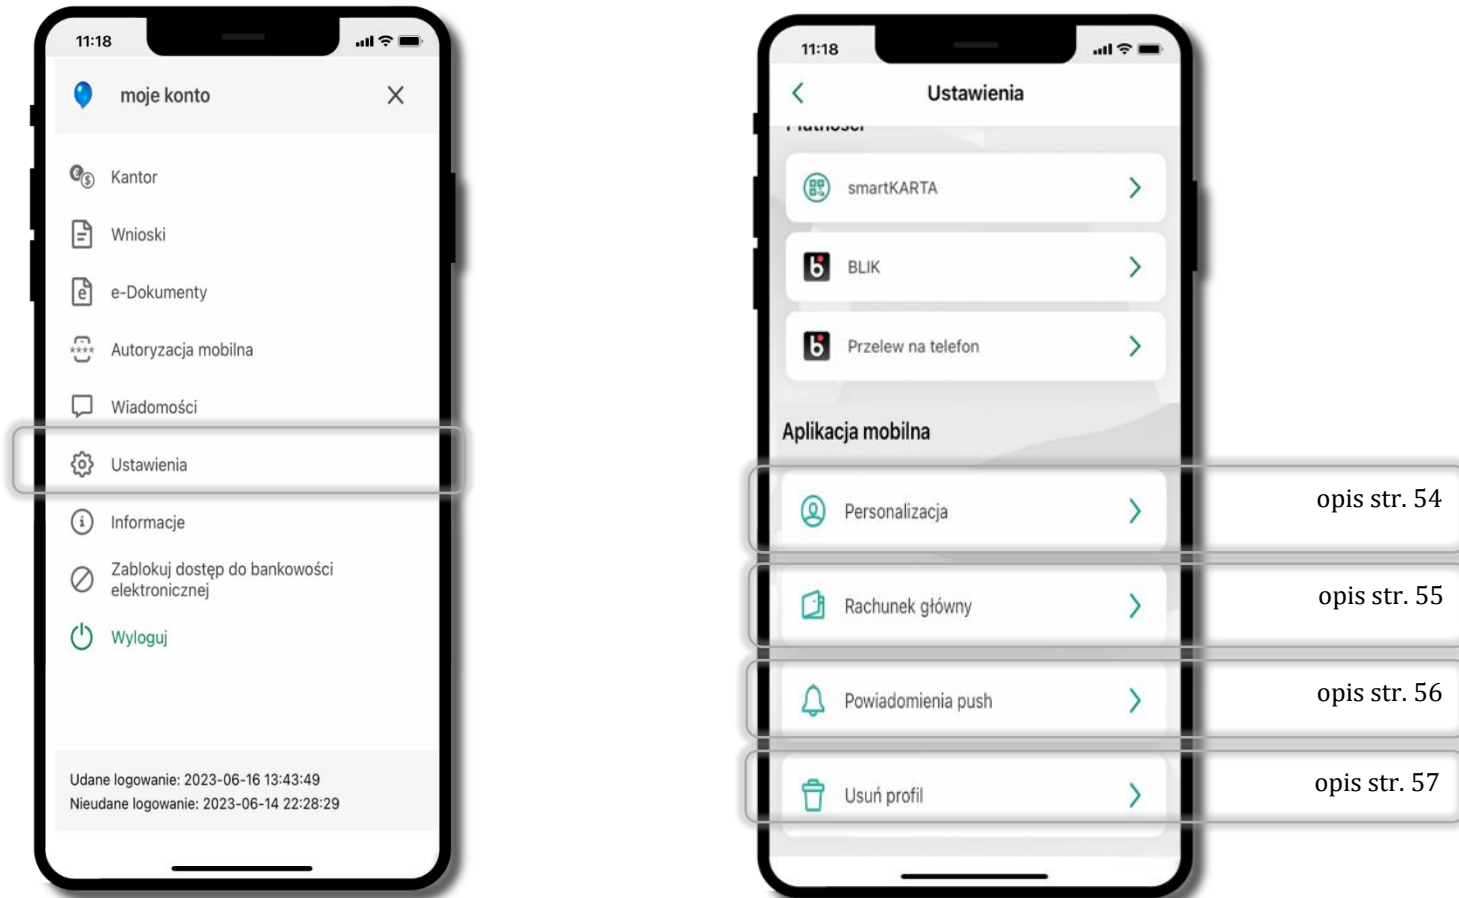 11:18
moje konto
Kantor
Wnioski
e-Dokumenty
Autoryzacja mobilna
****
Wiadomości
Ustawienia
Informacje
Zablokuj dostęp do bankowości
elektronicznej
Wyloguj
Udane logowanie: 2023-06-16 13:43:49
Nieudane logowanie: 2023-06-14 22:28:29
11:18
Ustawienia
Płatności
smartKARTA
BLIK
Przelew na telefon
Aplikacja mobilna
Personalizacja
opis str. 54
Rachunek główny
opis str. 55
Powiadomienia push
opis str. 56
Usuń profil
opis str. 57